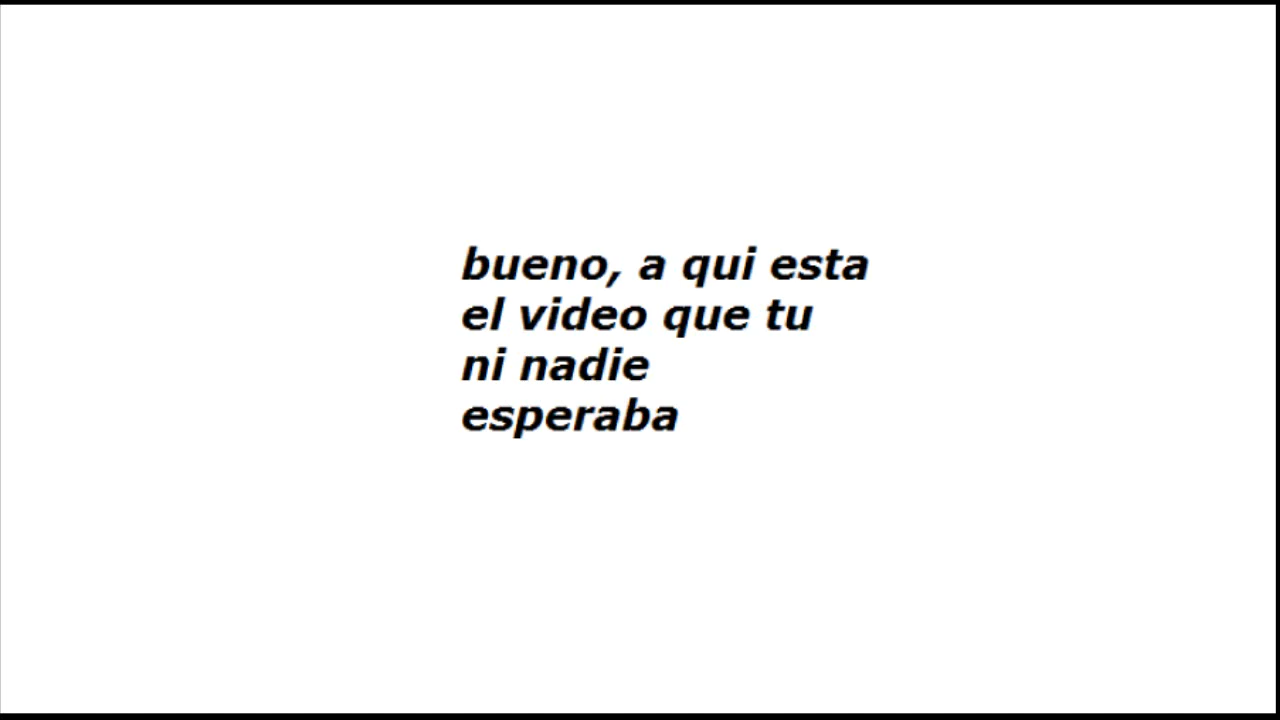 bueno, a qui esta
el video que tu
ni nadie
esperaba